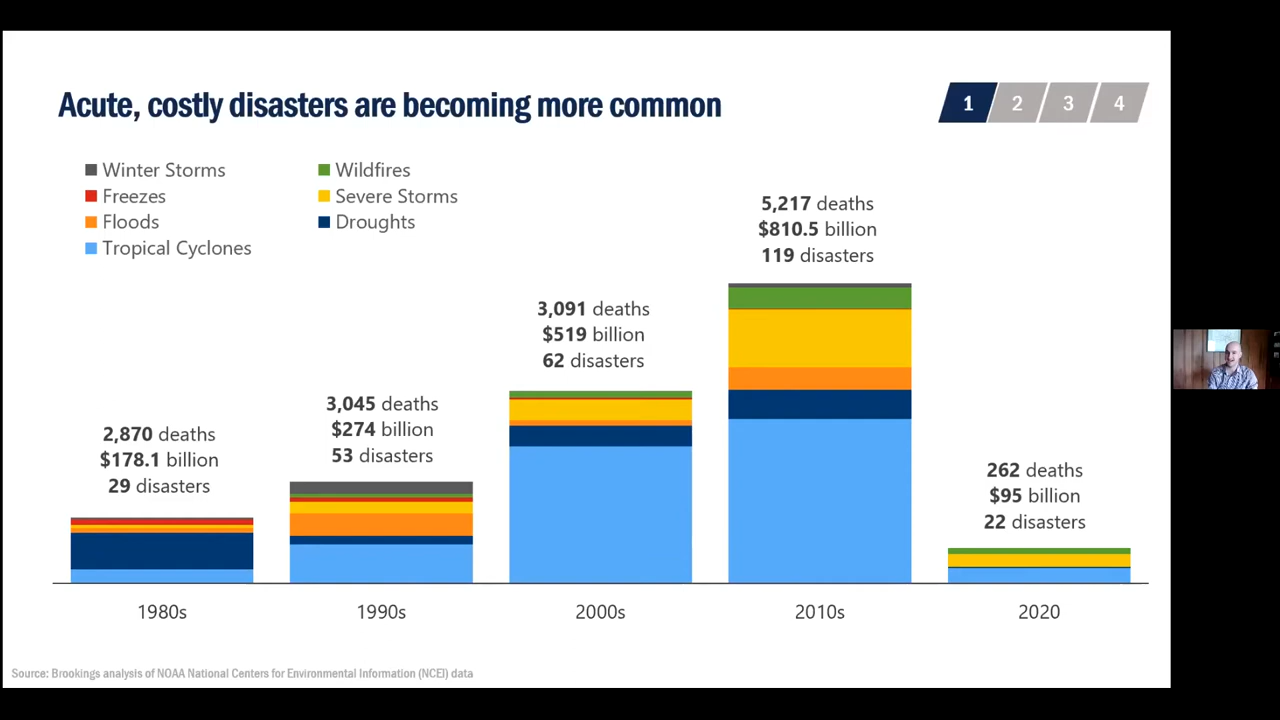 Acute, costly disasters are becoming more common
1 2 3 4
Winter Storms
Wildfires
Freezes
Severe Storms
Floods
Droughts
Tropical Cyclones
2,870 deaths
$178.1 billion
29 disasters
3,045 deaths
$274 billion
53 disasters
3,091 deaths
$519 billion
62 disasters
5,217 deaths
$810.5 billion
119 disasters
262 deaths
$95 billion
22 disasters
1980s
1990s
2000s
2010s
2020
Source: Brookings analysis of NOAA National Centers for Environmental Information (NCEI) data